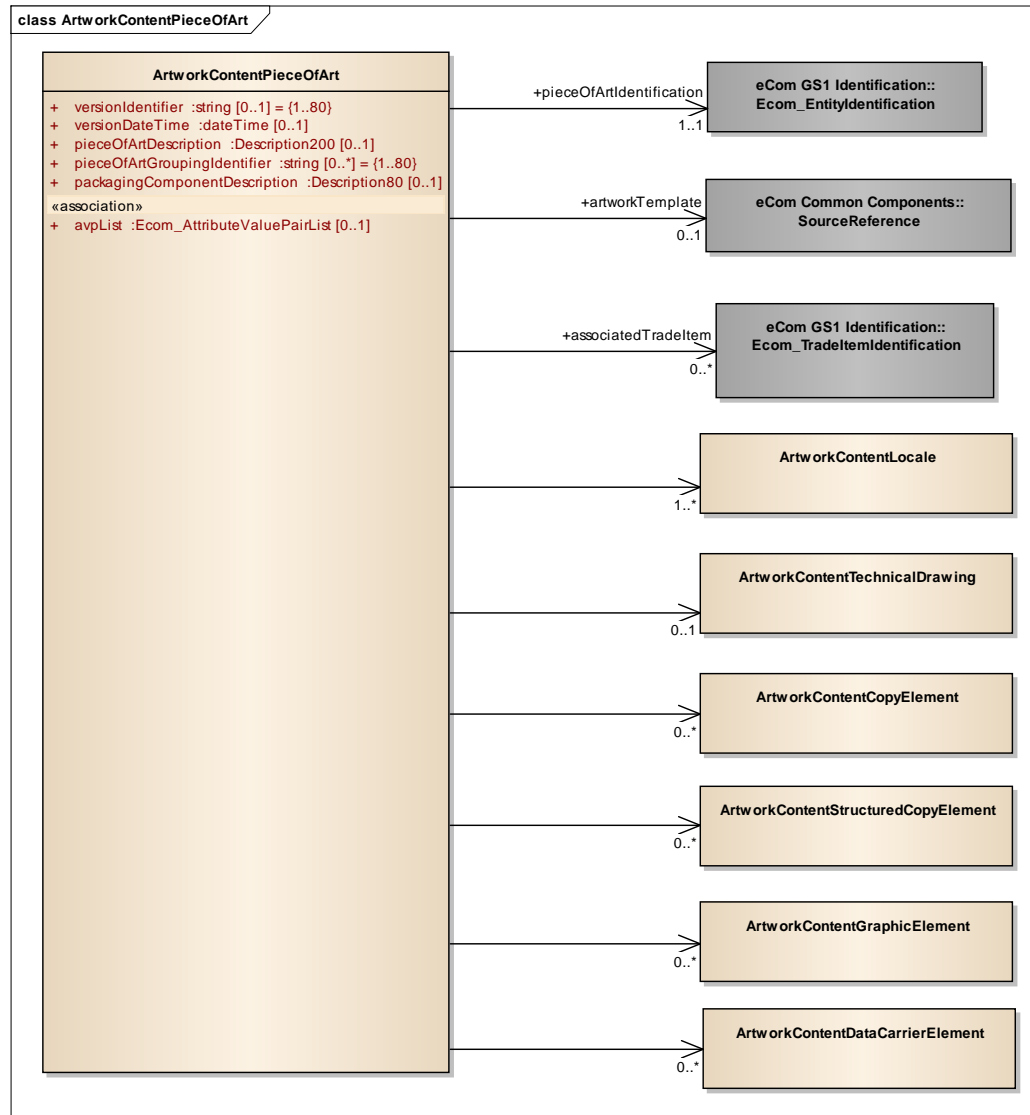 class ArtworkContentPieceOfArt
ArtworkContentPieceOfArt
+ versionIdentifier :string [0..1] = {1..80}
+ versionDateTime :dateTime [0..1]
+ pieceOfArtDescription :Description200 [0..1]
+ pieceOfArtGroupingIdentifier :string [0..*] = {1..80}
+ packagingComponentDescription :Description80 [0..1]
«association»
+ avpList :Ecom_AttributeValuePairList [0..1]
+pieceOfArtIdentification
1..1
eCom GS1 Identification::
Ecom_EntityIdentification
+artworkTemplate
0..1
eCom Common Components::
SourceReference
+associatedTradeItem
0..*
eCom GS1 Identification::
Ecom_TradeItemIdentification
1..*
ArtworkContentLocale
0..1
ArtworkContentTechnicalDrawing
0..*
ArtworkContentCopyElement
0..*
ArtworkContentStructuredCopyElement
0..*
ArtworkContentGraphicElement
0..*
ArtworkContentDataCarrierElement